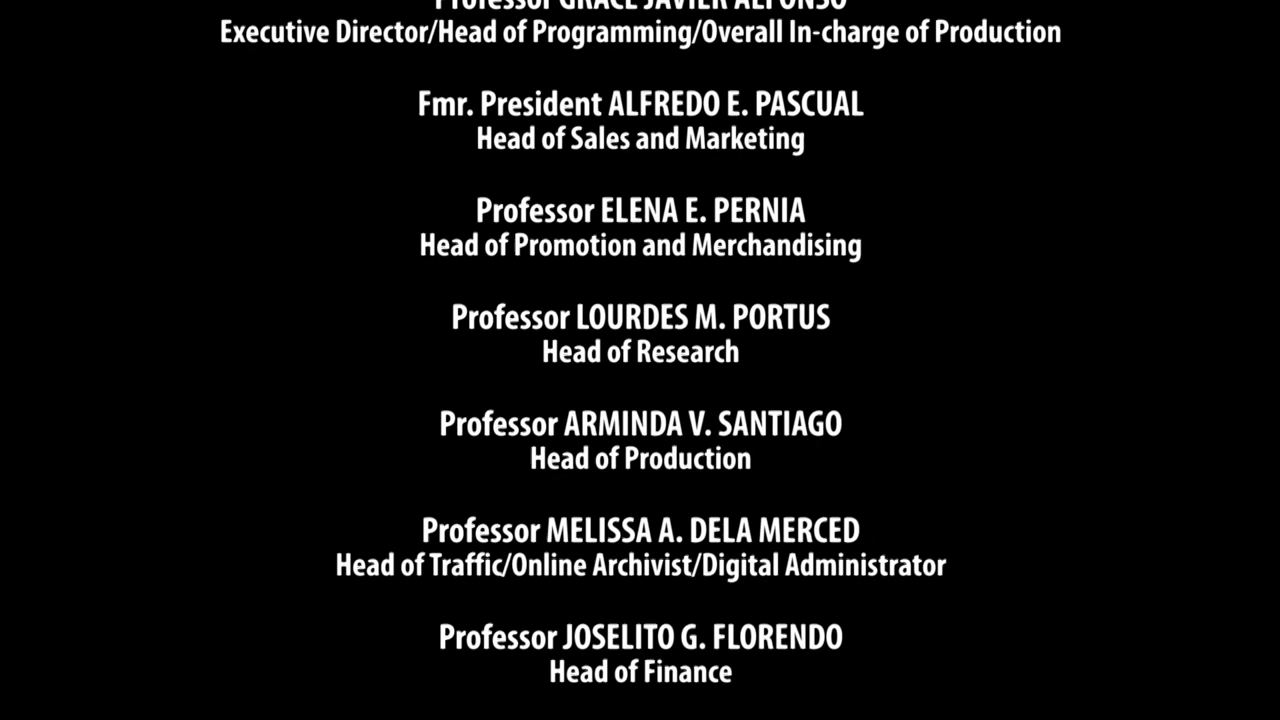 Professor GRACE JAVIER ALFONSO
Executive Director/Head of Programming/Overall In-charge of Production
Fmr. President ALFREDO E. PASCUAL
Head of Sales and Marketing
Professor ELENA E. PERNIA
Head of Promotion and Merchandising
Professor LOURDES M. PORTUS
Head of Research
Professor ARMINDA V. SANTIAGO
Head of Production
Professor MELISSA A. DELA MERCED
Head of Traffic/Online Archivist/Digital Administrator
Professor JOSELITO G. FLORENDO
Head of Finance